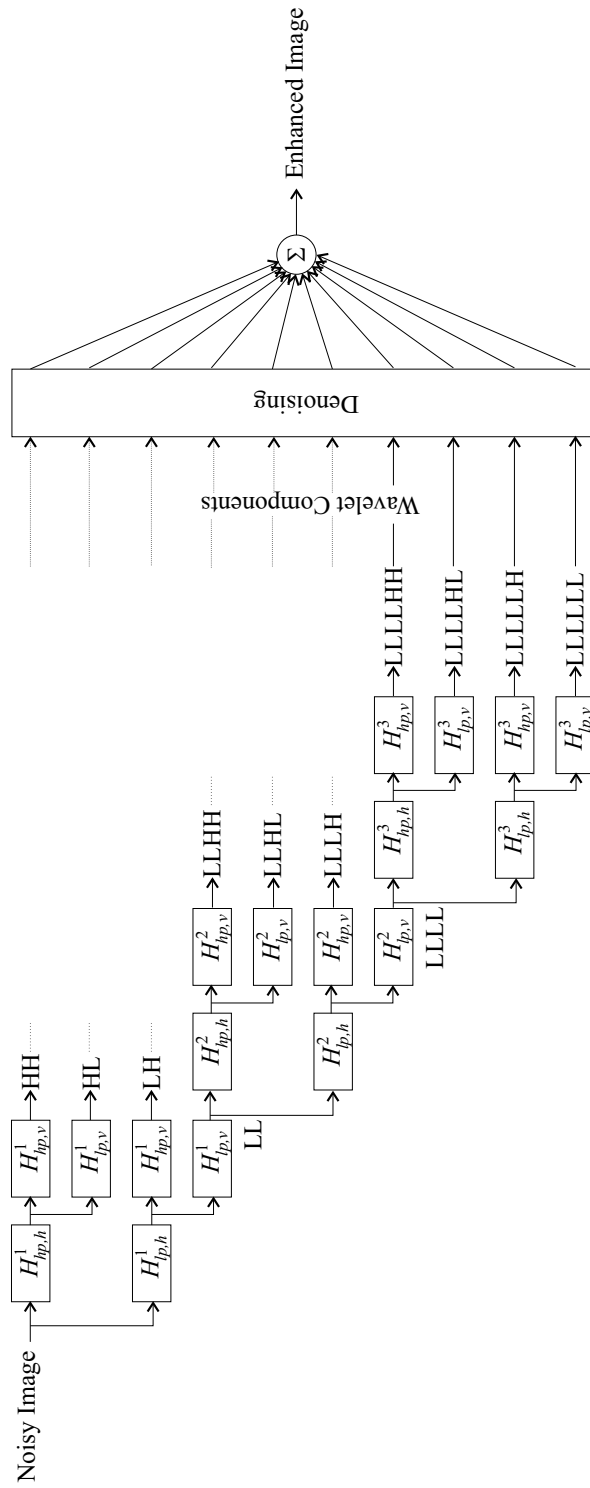 Noisy Image
H^1_{hp,h}
H^1_{hp,v}
HH
H^1_{lp,v}
HL
H^1_{lp,h}
H^1_{hp,v}
LH
H^1_{lp,v}
LL
H^2_{hp,h}
H^2_{hp,v}
LLHH
H^2_{lp,v}
LLHL
H^2_{lp,h}
H^2_{hp,v}
LLLH
H^2_{lp,v}
LLLL
H^3_{hp,h}
H^3_{hp,v}
LLLLHH
H^3_{lp,v}
LLLLHL
H^3_{lp,h}
H^3_{hp,v}
LLLLLH
H^3_{lp,v}
LLLLLL
Wavelet Components
Denoising
Σ
Enhanced Image